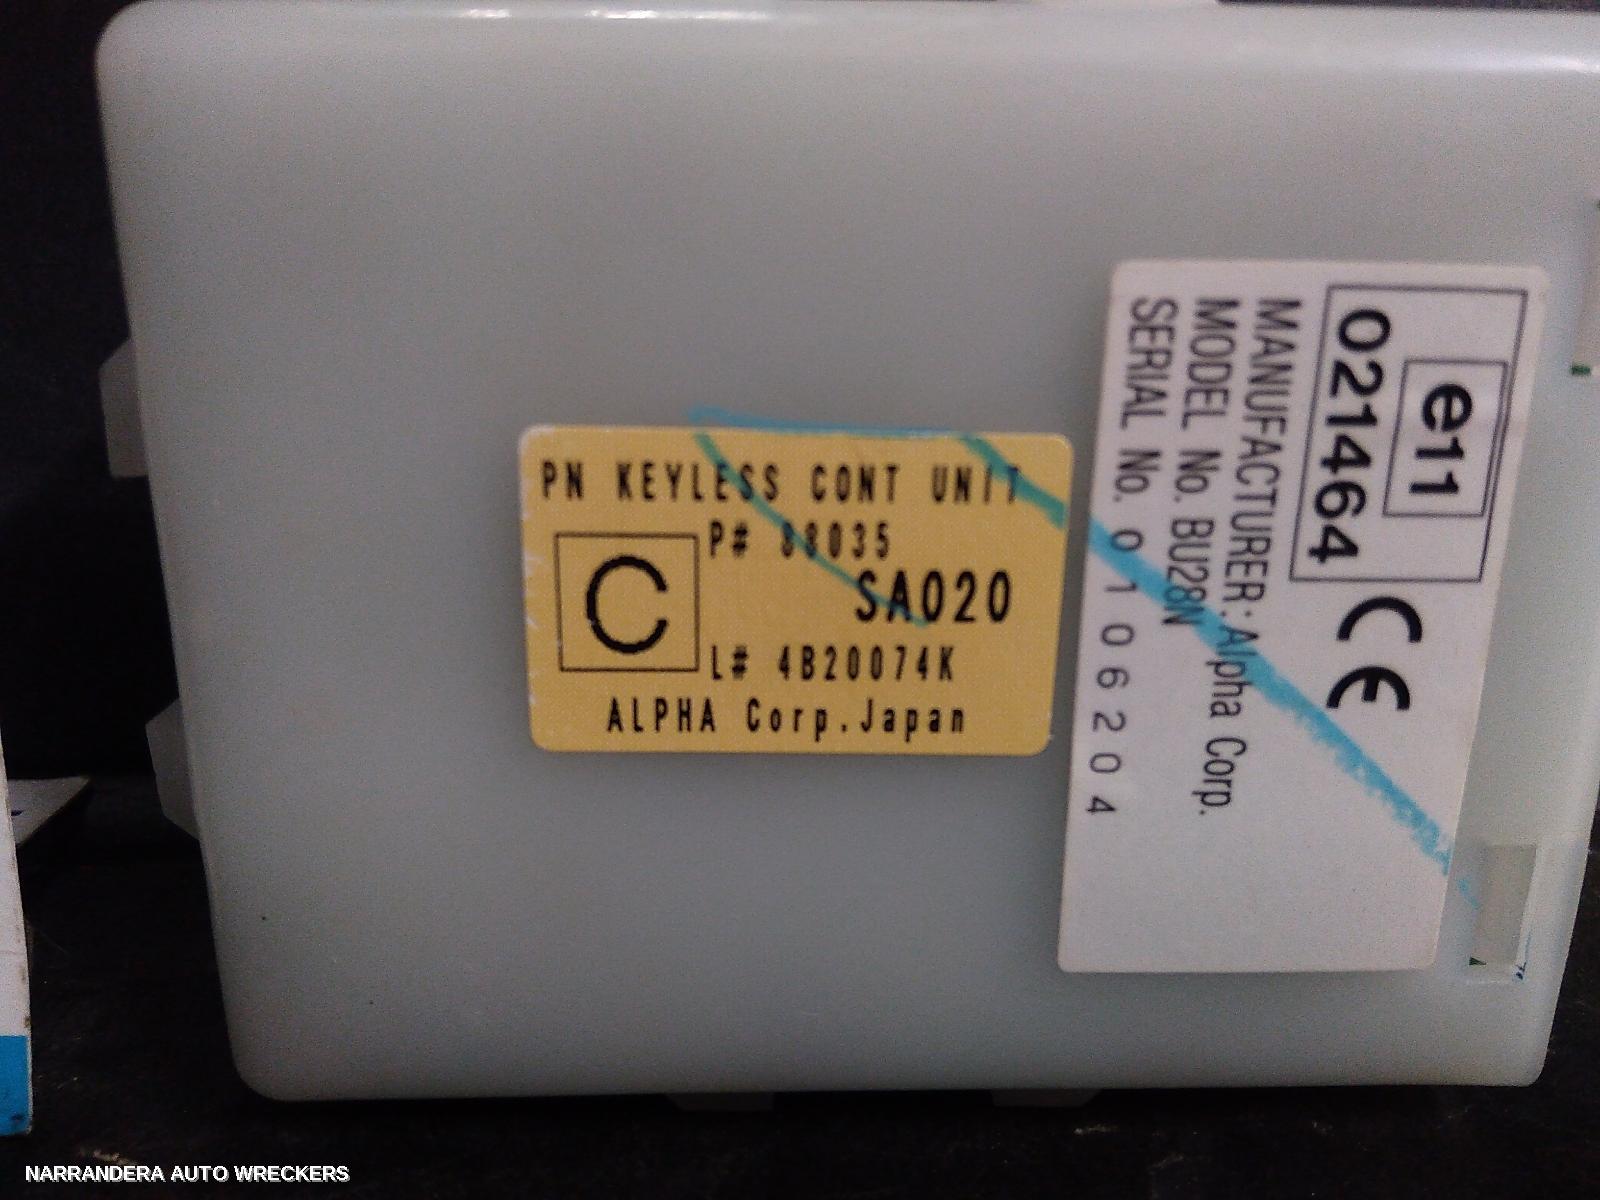 PN KEYLESS CONT UNIT
P# 88035
C
SA020
L# 4B20074K
ALPHA Corp.Japan
e11
021464
CE
MANUFACTURER: Alpha Corp.
MODEL No. BU28N
SERIAL No. 0106204
NARRANDERA AUTO WRECKERS